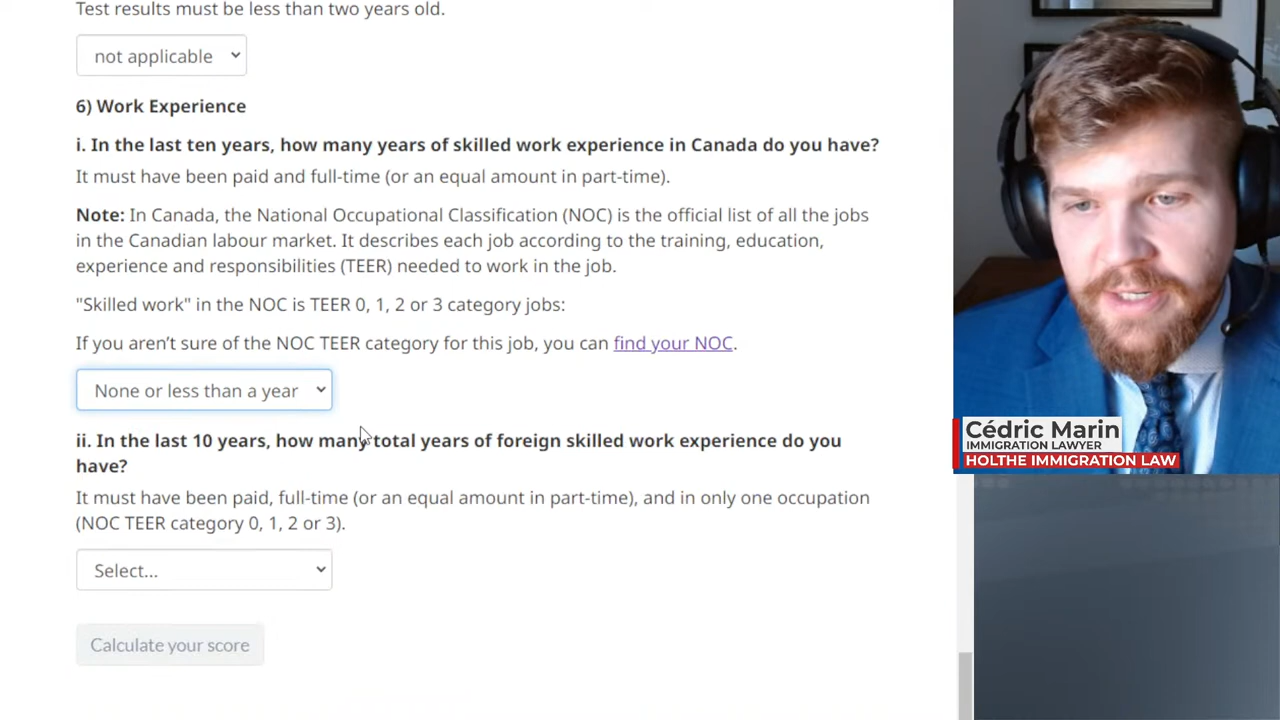 Test results must be less than two years old.
not applicable
6) Work Experience
i. In the last ten years, how many years of skilled work experience in Canada do you have?
It must have been paid and full-time (or an equal amount in part-time).
Note: In Canada, the National Occupational Classification (NOC) is the official list of all the jobs
in the Canadian labour market. It describes each job according to the training, education,
experience and responsibilities (TEER) needed to work in the job.
"Skilled work" in the NOC is TEER 0, 1, 2 or 3 category jobs:
If you aren’t sure of the NOC TEER category for this job, you can find your NOC.
None or less than a year
ii. In the last 10 years, how many total years of foreign skilled work experience do you
have?
It must have been paid, full-time (or an equal amount in part-time), and in only one occupation
(NOC TEER category 0, 1, 2 or 3).
Select...
Calculate your score
Cédric Marin
IMMIGRATION LAWYER
HOLTHE IMMIGRATION LAW